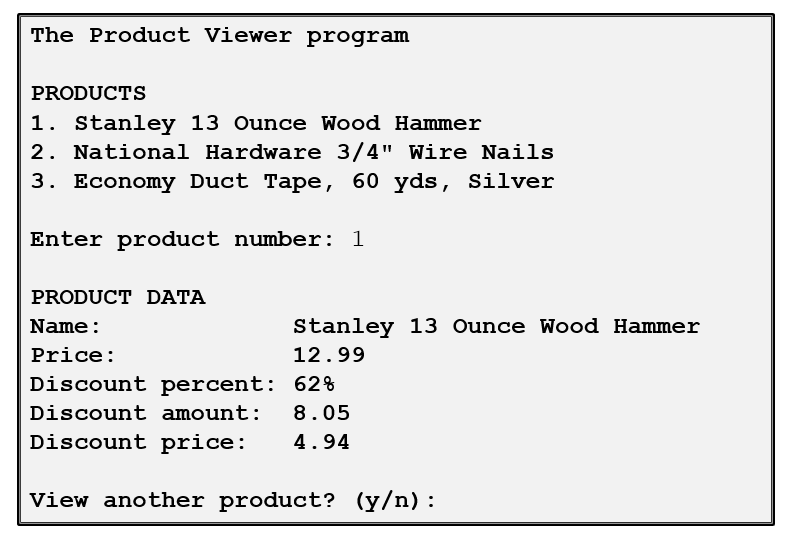 The Product Viewer program
PRODUCTS
1. Stanley 13 Ounce Wood Hammer
2. National Hardware 3/4" Wire Nails
3. Economy Duct Tape, 60 yds, Silver
Enter product number: 1
PRODUCT DATA
Name: Stanley 13 Ounce Wood Hammer
Price: 12.99
Discount percent: 62%
Discount amount: 8.05
Discount price: 4.94
View another product? (y/n):